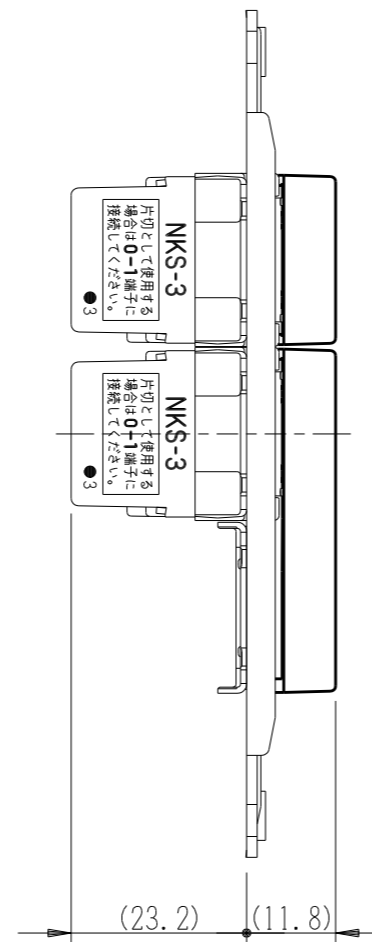 NKS-3
片切として使用する
場合は0-1端子に
接続してください。
●3
NKS-3
片切として使用する
場合は0-1端子に
接続してください。
●3
(23.2)
(11.8)